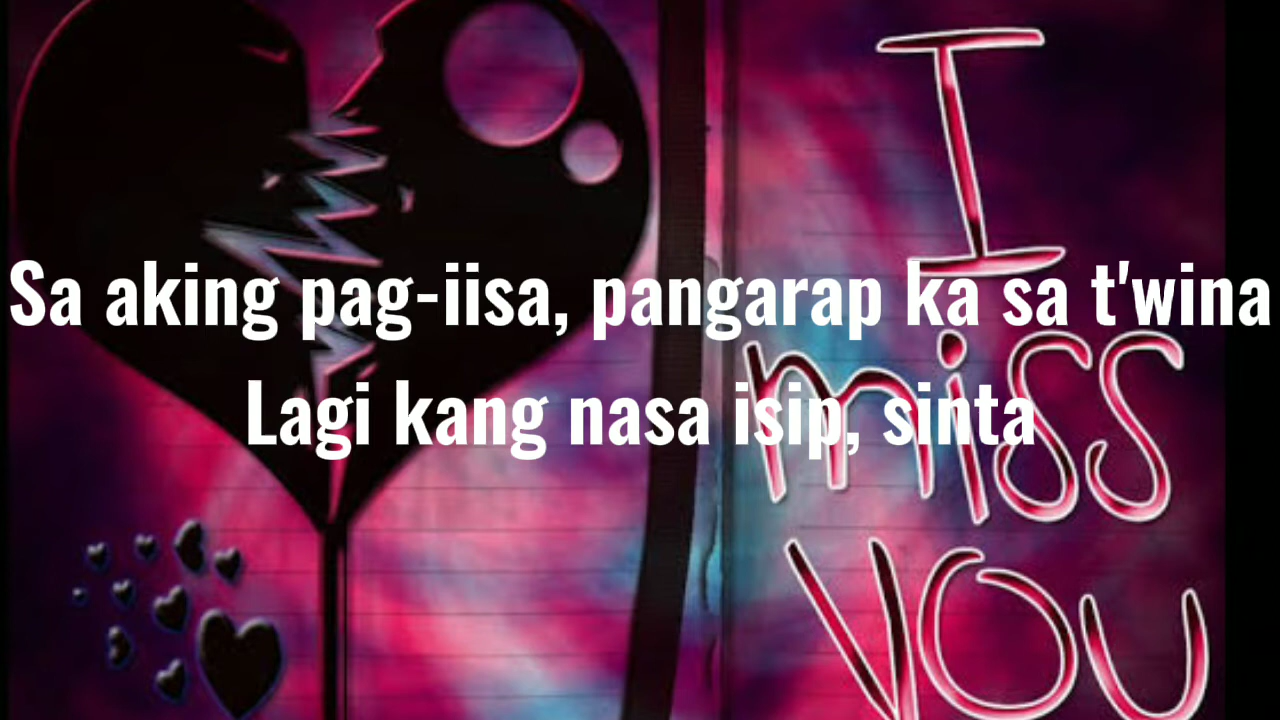 Sa aking pag-iisa, pangarap ka sa t'wina
Lagi kang nasa isip, sinta
I
miss
you